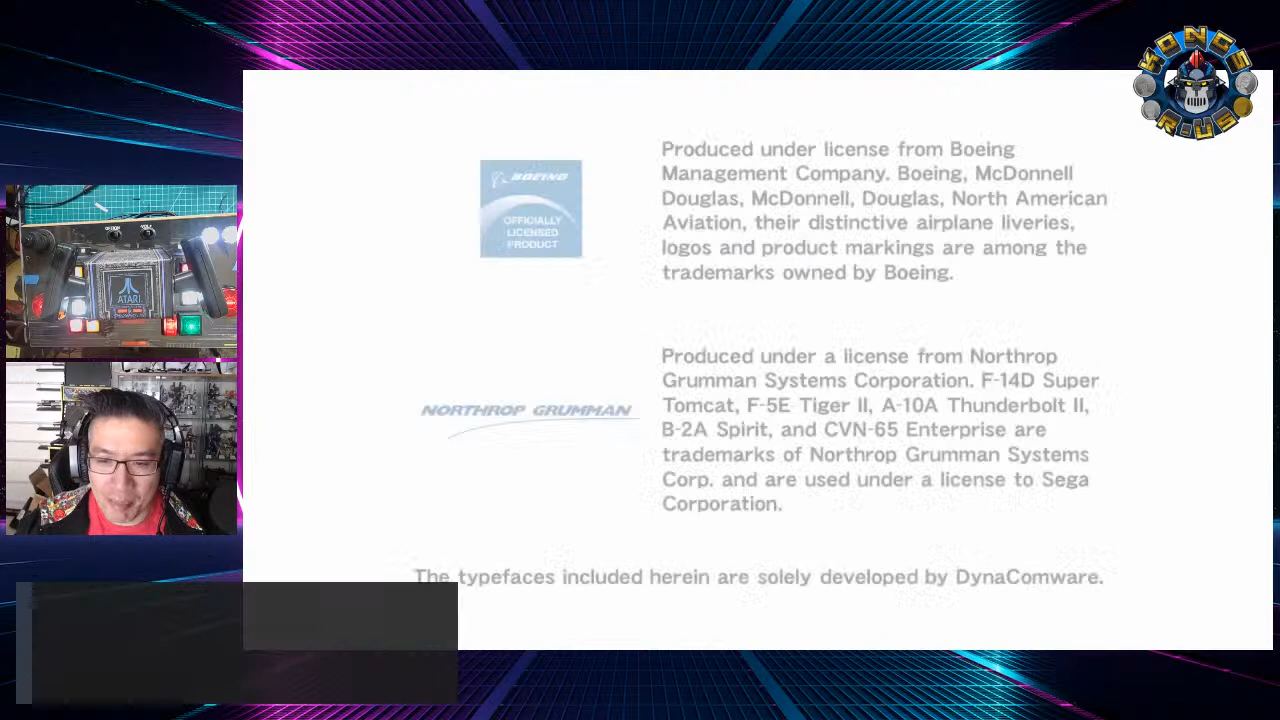 KONGS
R-US
Produced under license from Boeing
Management Company. Boeing, McDonnell
Douglas, McDonnell, Douglas, North American
Aviation, their distinctive airplane liveries,
logos and product markings are among the
trademarks owned by Boeing.
BOEING
OFFICIALLY
LICENSED
PRODUCT
ATARI
Produced under a license from Northrop
Grumman Systems Corporation. F-14D Super
Tomcat, F-5E Tiger II, A-10A Thunderbolt II,
B-2A Spirit, and CVN-65 Enterprise are
trademarks of Northrop Grumman Systems
Corp. and are used under a license to Sega
Corporation.
NORTHROP GRUMMAN
The typefaces included herein are solely developed by DynaComware.